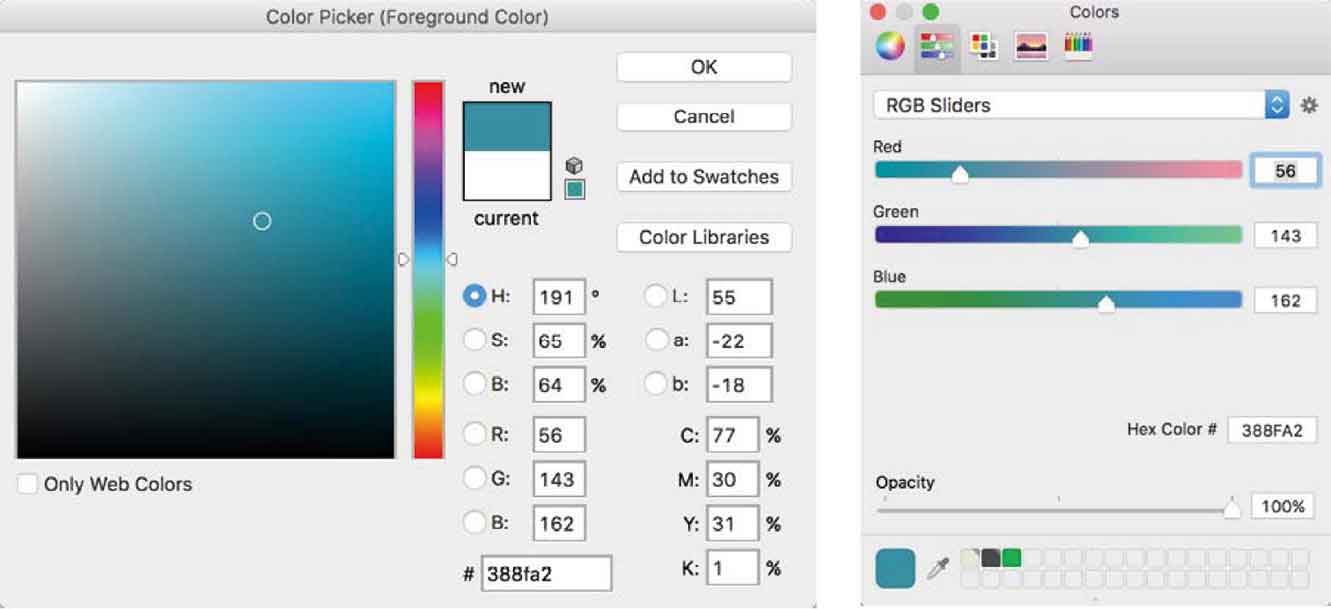 Color Picker (Foreground Color)
new
current
OK
Cancel
Add to Swatches
Color Libraries
H: 191 °
S: 65 %
B: 64 %
R: 56
G: 143
B: 162
# 388fa2
L: 55
a: -22
b: -18
C: 77 %
M: 30 %
Y: 31 %
K: 1 %
Only Web Colors
Colors
RGB Sliders
Red
56
Green
143
Blue
162
Hex Color # 388FA2
Opacity
100%